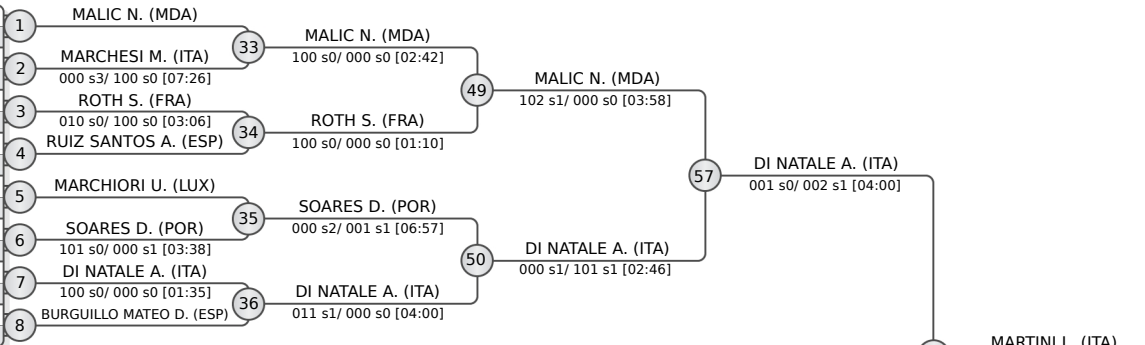 1
MALIC N. (MDA)
2
MARCHESI M. (ITA)
000 s3/ 100 s0 [07:26]
3
ROTH S. (FRA)
010 s0/ 100 s0 [03:06]
4
RUIZ SANTOS A. (ESP)
5
MARCHIORI U. (LUX)
6
SOARES D. (POR)
101 s0/ 000 s1 [03:38]
7
DI NATALE A. (ITA)
100 s0/ 000 s0 [01:35]
8
BURGUILLO MATEO D. (ESP)
33
MALIC N. (MDA)
100 s0/ 000 s0 [02:42]
34
ROTH S. (FRA)
100 s0/ 000 s0 [01:10]
35
SOARES D. (POR)
000 s2/ 001 s1 [06:57]
36
DI NATALE A. (ITA)
011 s1/ 000 s0 [04:00]
49
MALIC N. (MDA)
102 s1/ 000 s0 [03:58]
50
DI NATALE A. (ITA)
000 s1/ 101 s1 [02:46]
57
DI NATALE A. (ITA)
001 s0/ 002 s1 [04:00]
MARTINI L. (ITA)